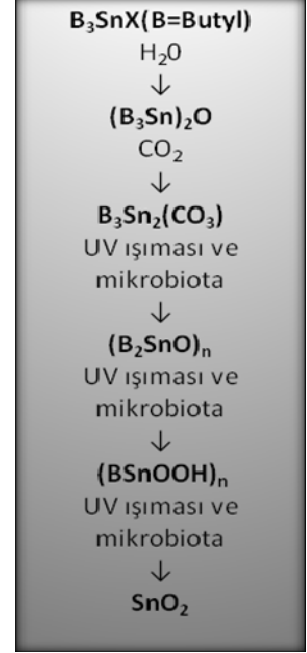 B₃SnX(B=Butyl)
H₂O
↓
(B₃Sn)₂O
CO₂
↓
B₃Sn₂(CO₃)
UV ışıması ve
mikrobiota
↓
(B₂SnO)ₙ
UV ışıması ve
mikrobiota
↓
(BSnOOH)ₙ
UV ışıması ve
mikrobiota
↓
SnO₂